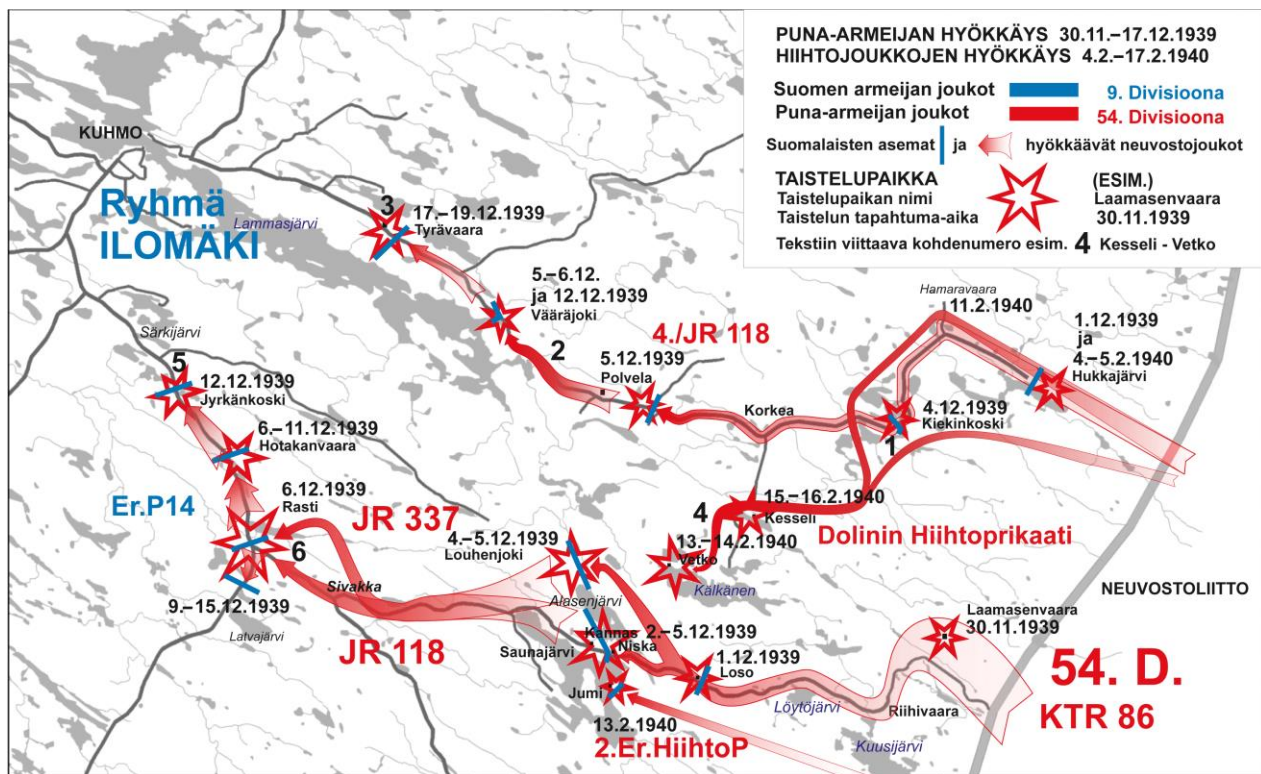 PUNA-ARMEIJAN HYÖKKÄYS 30.11.–17.12.1939
HIIHTOJOUKKOJEN HYÖKKÄYS 4.2.–17.2.1940
Suomen armeijan joukot 9. Divisioona
Puna-armeijan joukot 54. Divisioona
Suomalaisten asemat ja hyökkäävät neuvostojoukot
TAISTELUPAIKKA (ESIM.)
Taistelupaikan nimi Laamasenvaara
Taistelun tapahtuma-aika 30.11.1939
Tekstiin viittaava kohdenumero esim. 4 Kesseli - Vetko
KUHMO
Ryhmä
ILOMÄKI
Lammasjärvi
3
17.–19.12.1939
Tyrävaara
5.–6.12.
ja 12.12.1939
Vääräjoki
2
4./JR 118
5.12.1939
Polvela
Korkea
Hamaravaara
11.2.1940
1.12.1939
ja
4.–5.2.1940
Hukkajärvi
4.12.1939
Kiekinkoski
1
Särkijärvi
5
12.12.1939
Jyrkänkoski
6.–11.12.1939
Hotakanvaara
Er.P14
6.12.1939
Rasti
JR 337
6
9.–15.12.1939
Latvajärvi
Sivakka
JR 118
4.–5.12.1939
Louhenjoki
Alasenjärvi
4
15.–16.2.1940
Kesseli
13.–14.2.1940
Vetko
Kälkänen
Dolinin Hiihtoprikaati
NEUVOSTOLIITTO
Laamasenvaara
30.11.1939
Kannas 2.–5.12.1939
Niska
Saunajärvi
1.12.1939
Loso
Jumi
13.2.1940
2.Er.HiihtoP
Löytöjärvi
Riihivaara
Kuusijärvi
54. D.
KTR 86